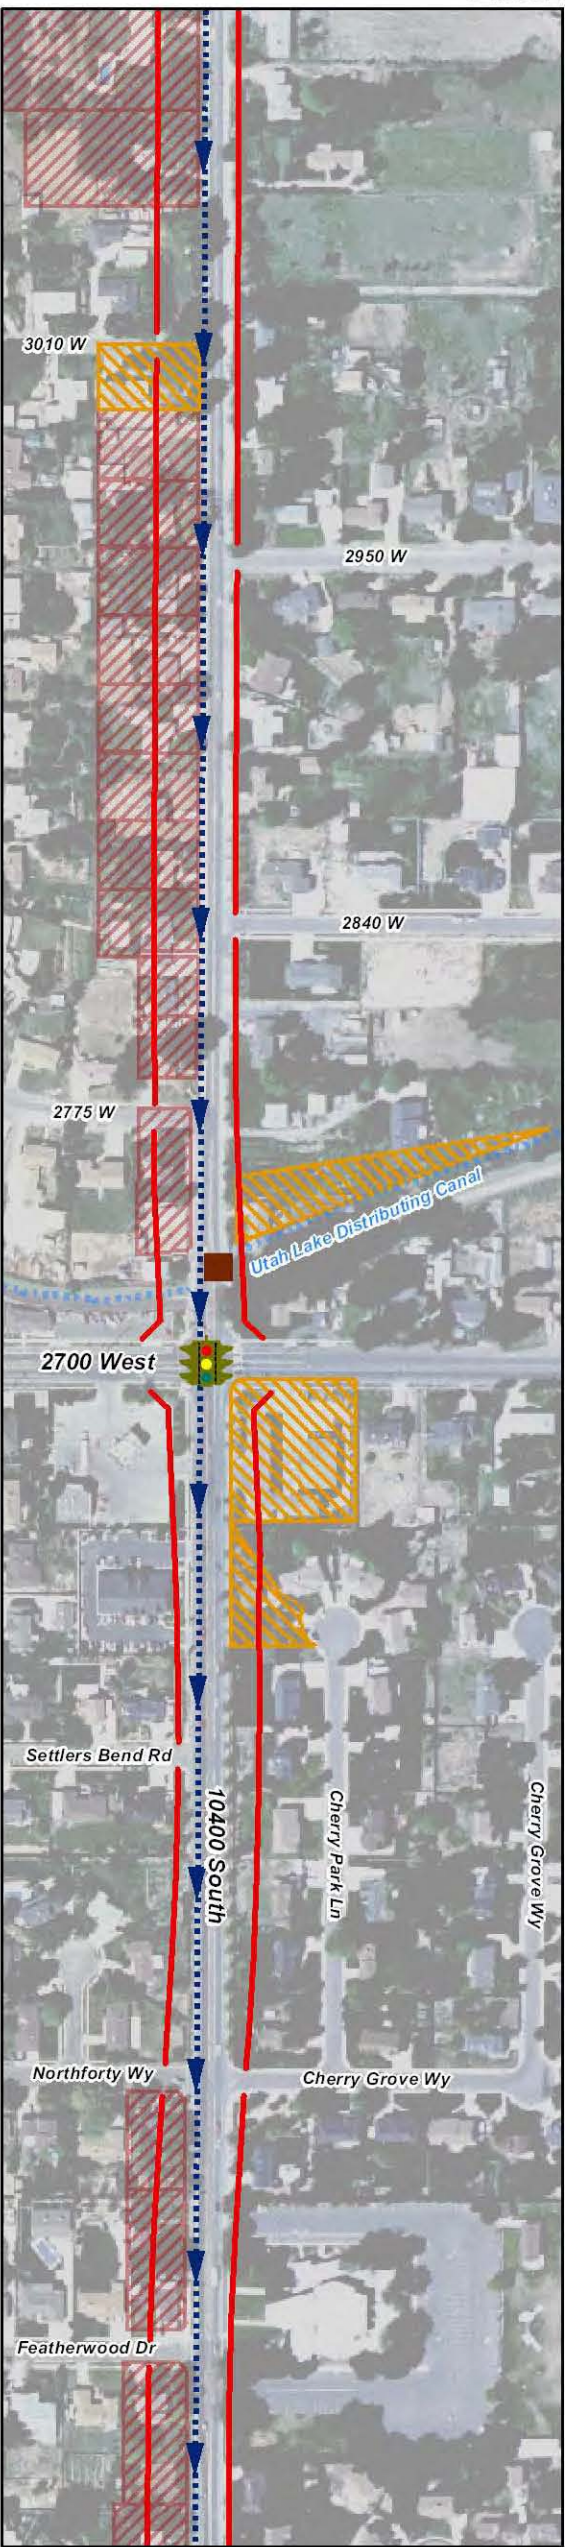 3010 W
2950 W
2840 W
2775 W
Utah Lake Distributing Canal
2700 West
Settlers Bend Rd
10400 South
Cherry Park Ln
Cherry Grove Wy
Northforty Wy
Cherry Grove Wy
Featherwood Dr